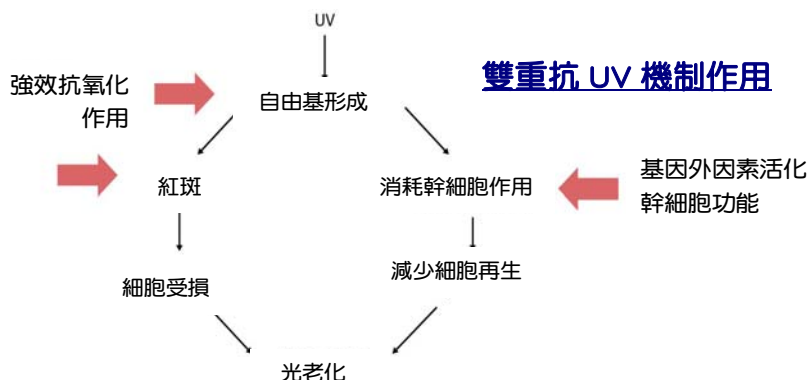 UV
雙重抗 UV 機制作用
強效抗氧化
作用
自由基形成
紅斑
消耗幹細胞作用
基因外因素活化
幹細胞功能
細胞受損
減少細胞再生
光老化